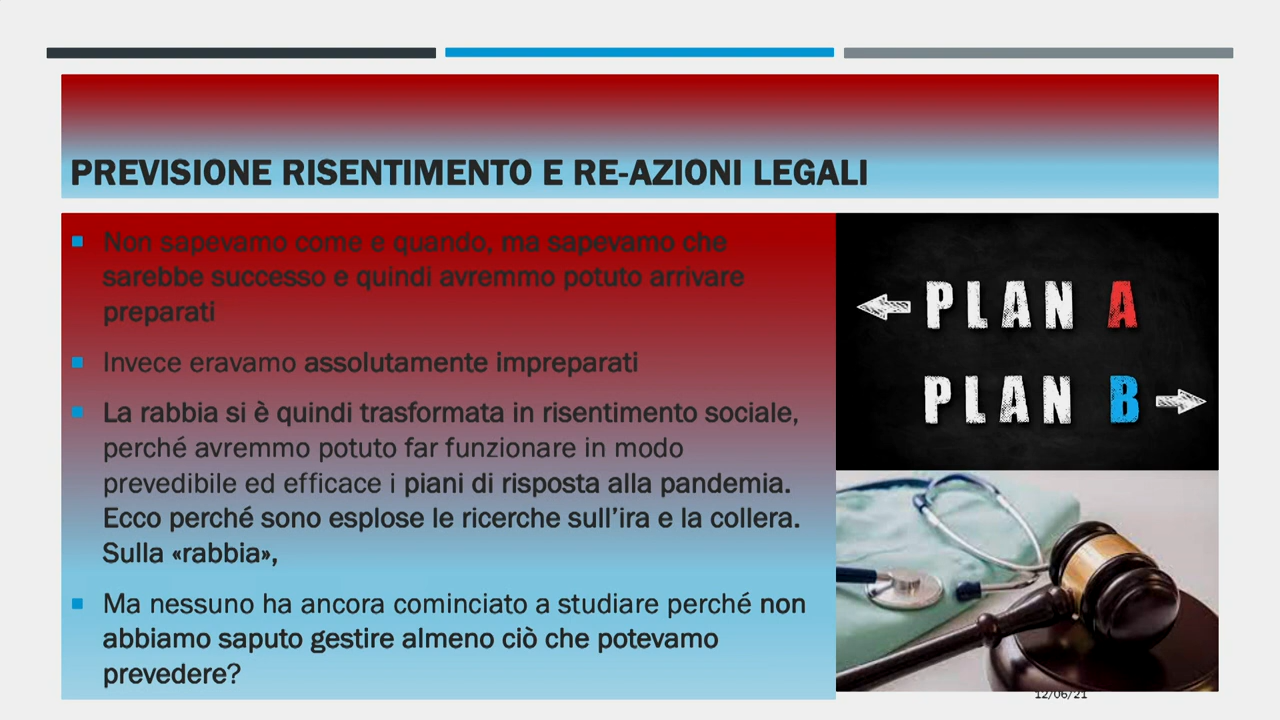 PREVISIONE RISENTIMENTO E RE-AZIONI LEGALI
Non sapevamo come e quando, ma sapevamo che
sarebbe successo e quindi avremmo potuto arrivare
preparati
Invece eravamo assolutamente impreparati
La rabbia si è quindi trasformata in risentimento sociale,
perché avremmo potuto far funzionare in modo
prevedibile ed efficace i piani di risposta alla pandemia.
Ecco perché sono esplose le ricerche sull’ira e la collera.
Sulla «rabbia»,
Ma nessuno ha ancora cominciato a studiare perché non
abbiamo saputo gestire almeno ciò che potevamo
prevedere?
PLAN A
PLAN B
12/06/21